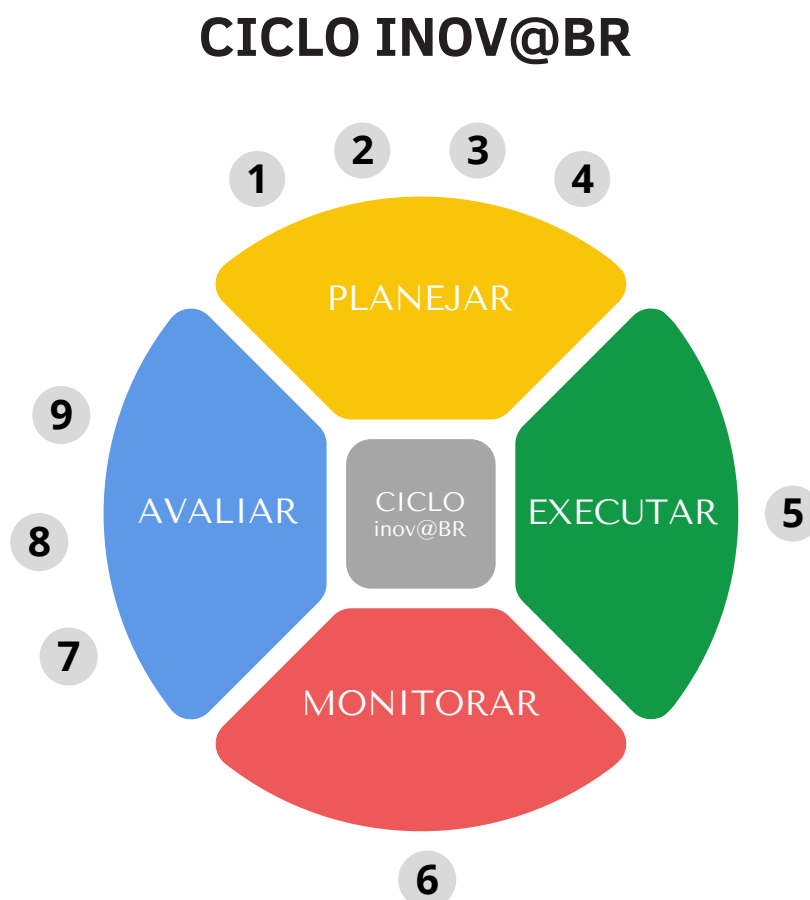 CICLO INOV@BR
1
2
3
4
PLANEJAR
9
AVALIAR
CICLO
inov@BR
EXECUTAR
5
8
7
MONITORAR
6